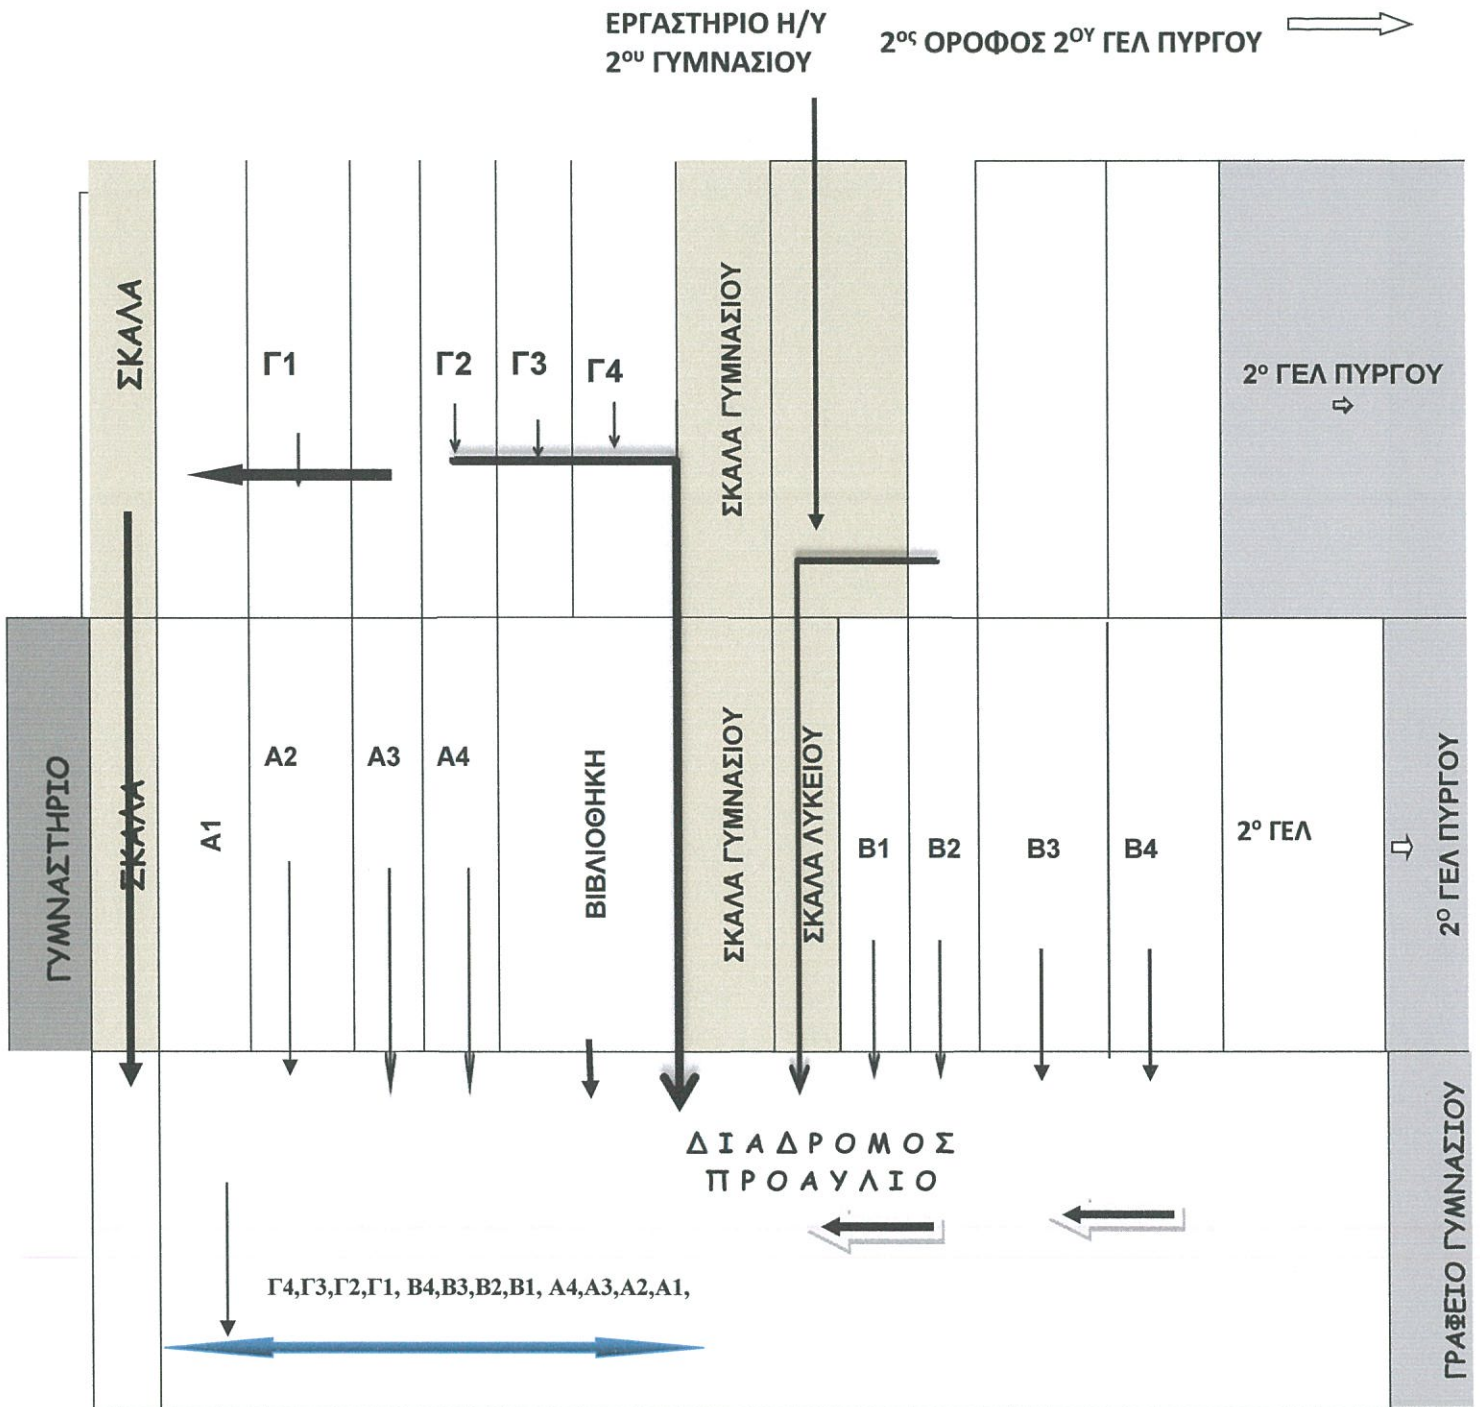 ΕΡΓΑΣΤΗΡΙΟ Η/Υ
2ου ΓΥΜΝΑΣΙΟΥ
2ος ΟΡΟΦΟΣ 2ΟΥ ΓΕΛ ΠΥΡΓΟΥ
ΣΚΑΛΑ
Γ1
Γ2
Γ3
Γ4
ΣΚΑΛΑ ΓΥΜΝΑΣΙΟΥ
2ο ΓΕΛ ΠΥΡΓΟΥ
ΓΥΜΝΑΣΤΗΡΙΟ
ΣΚΑΛΑ
Α1
Α2
Α3
Α4
ΒΙΒΛΙΟΘΗΚΗ
ΣΚΑΛΑ ΓΥΜΝΑΣΙΟΥ
ΣΚΑΛΑ ΛΥΚΕΙΟΥ
Β1
Β2
Β3
Β4
2ο ΓΕΛ
2Ο ΓΕΛ ΠΥΡΓΟΥ
ΔΙΑΔΡΟΜΟΣ
ΠΡΟΑΥΛΙΟ
Γ4,Γ3,Γ2,Γ1, Β4,Β3,Β2,Β1, Α4,Α3,Α2,Α1,
ΓΡΑΦΕΙΟ ΓΥΜΝΑΣΙΟΥ